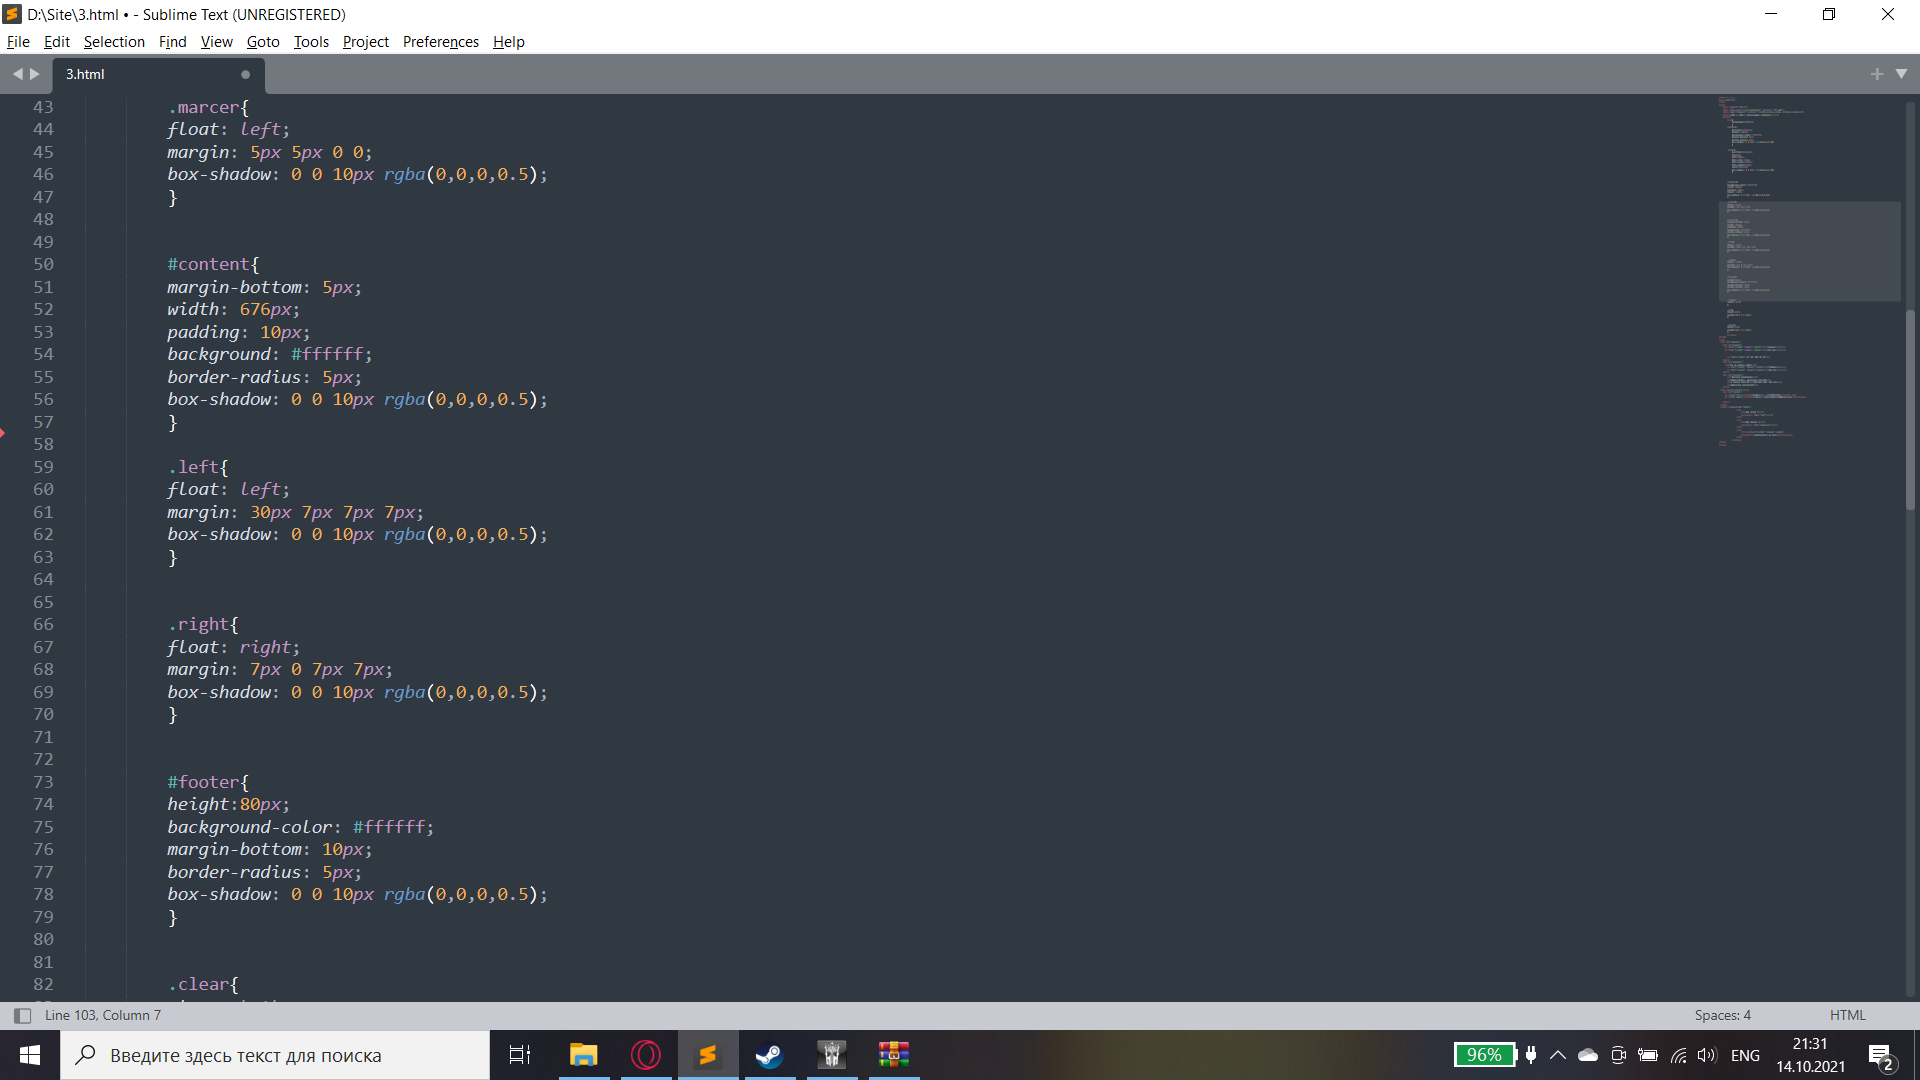 D:\Site\3.html • - Sublime Text (UNREGISTERED)
File Edit Selection Find View Goto Tools Project Preferences Help
3.html
43 .marcer{
44 float: left;
45 margin: 5px 5px 0 0;
46 box-shadow: 0 0 10px rgba(0,0,0,0.5);
47 }
48
49
50 #content{
51 margin-bottom: 5px;
52 width: 676px;
53 padding: 10px;
54 background: #ffffff;
55 border-radius: 5px;
56 box-shadow: 0 0 10px rgba(0,0,0,0.5);
57 }
58
59 .left{
60 float: left;
61 margin: 30px 7px 7px 7px;
62 box-shadow: 0 0 10px rgba(0,0,0,0.5);
63 }
64
65
66 .right{
67 float: right;
68 margin: 7px 0 7px 7px;
69 box-shadow: 0 0 10px rgba(0,0,0,0.5);
70 }
71
72
73 #footer{
74 height:80px;
75 background-color: #ffffff;
76 margin-bottom: 10px;
77 border-radius: 5px;
78 box-shadow: 0 0 10px rgba(0,0,0,0.5);
79 }
80
81
82 .clear{
Line 103, Column 7 Spaces: 4 HTML
Введите здесь текст для поиска
96% ENG
21:31
14.10.2021
2